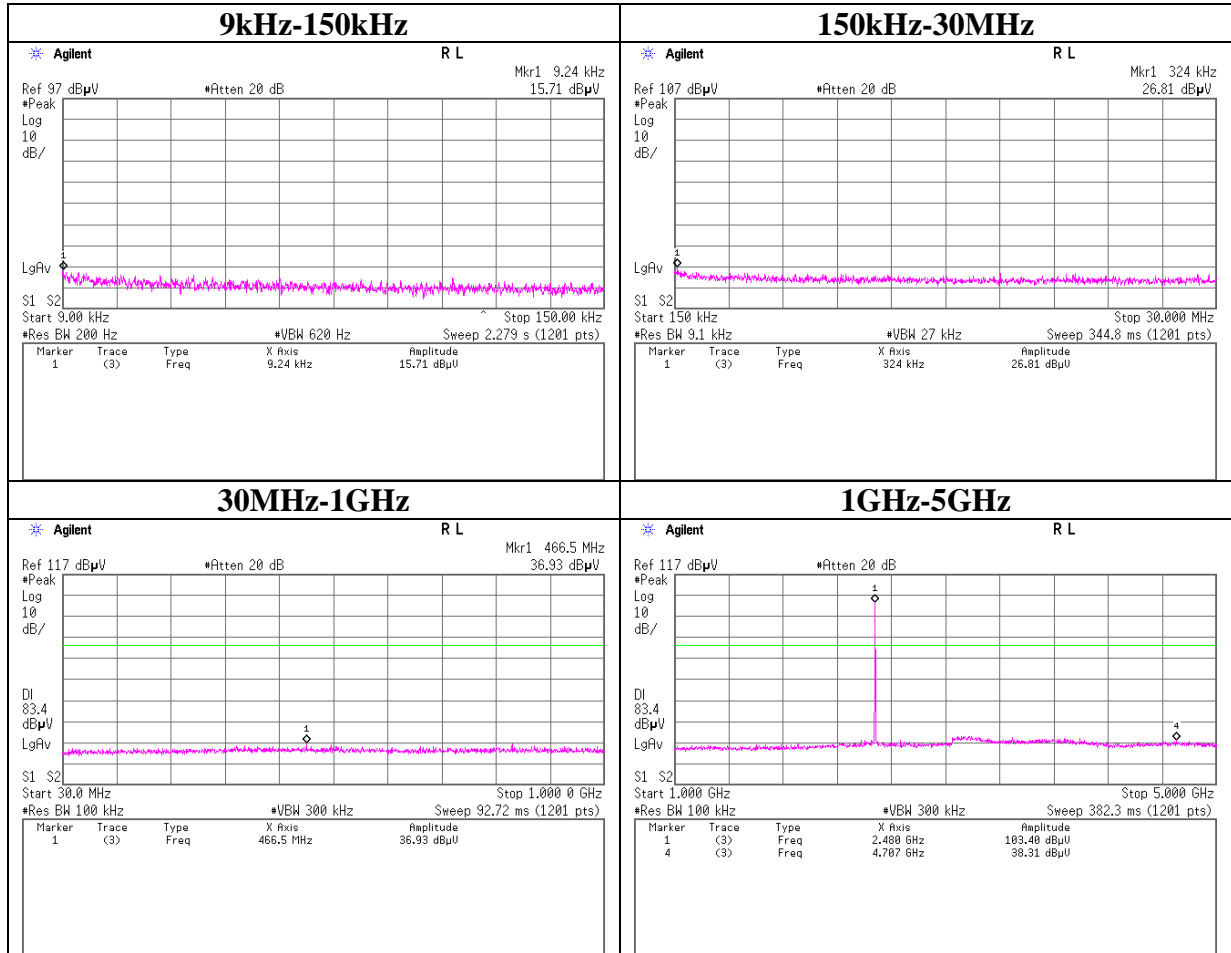 9kHz-150kHz
Agilent R L
Mkr1 9.24 kHz
Ref 97 dBµV #Atten 20 dB 15.71 dBµV
#Peak
Log
10
dB/
1
LgAv
S1 S2
Start 9.00 kHz ^ Stop 150.00 kHz
#Res BW 200 Hz #VBW 620 Hz Sweep 2.279 s (1201 pts)
Marker Trace Type X Axis Amplitude
1 (3) Freq 9.24 kHz 15.71 dBµV
150kHz-30MHz
Agilent R L
Mkr1 324 kHz
Ref 107 dBµV #Atten 20 dB 26.81 dBµV
#Peak
Log
10
dB/
1
LgAv
S1 S2
Start 150 kHz Stop 30.000 MHz
#Res BW 9.1 kHz #VBW 27 kHz Sweep 344.8 ms (1201 pts)
Marker Trace Type X Axis Amplitude
1 (3) Freq 324 kHz 26.81 dBµV
30MHz-1GHz
Agilent R L
Mkr1 466.5 MHz
Ref 117 dBµV #Atten 20 dB 36.93 dBµV
#Peak
Log
10
dB/
DI
83.4
dBµV
1
LgAv
S1 S2
Start 30.0 MHz Stop 1.000 0 GHz
#Res BW 100 kHz #VBW 300 kHz Sweep 92.72 ms (1201 pts)
Marker Trace Type X Axis Amplitude
1 (3) Freq 466.5 MHz 36.93 dBµV
1GHz-5GHz
Agilent R L
Ref 117 dBµV #Atten 20 dB
#Peak
1
Log
10
dB/
DI
83.4
dBµV
4
LgAv
S1 S2
Start 1.000 GHz Stop 5.000 GHz
#Res BW 100 kHz #VBW 300 kHz Sweep 382.3 ms (1201 pts)
Marker Trace Type X Axis Amplitude
1 (3) Freq 2.480 GHz 103.40 dBµV
4 (3) Freq 4.707 GHz 38.31 dBµV